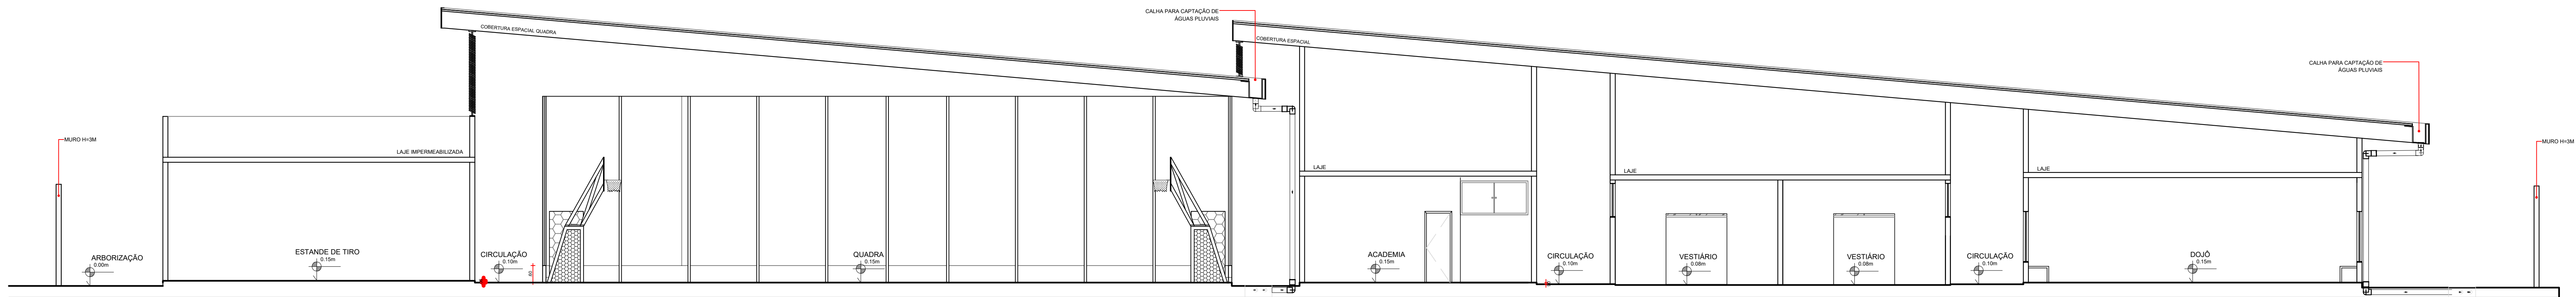 CALHA PARA CAPTAÇÃO DE
ÁGUAS PLUVIAIS
COBERTURA ESPACIAL QUADRA
COBERTURA ESPACIAL
CALHA PARA CAPTAÇÃO DE
ÁGUAS PLUVIAIS
MURO H=3M
LAJE IMPERMEABILIZADA
LAJE
LAJE
LAJE
MURO H=3M
ARBORIZAÇÃO
0.00m
ESTANDE DE TIRO
0.15m
CIRCULAÇÃO
0.10m
60
QUADRA
0.15m
ACADEMIA
0.15m
CIRCULAÇÃO
0.10m
VESTIÁRIO
0.08m
VESTIÁRIO
0.08m
CIRCULAÇÃO
0.10m
DOJÔ
0.15m